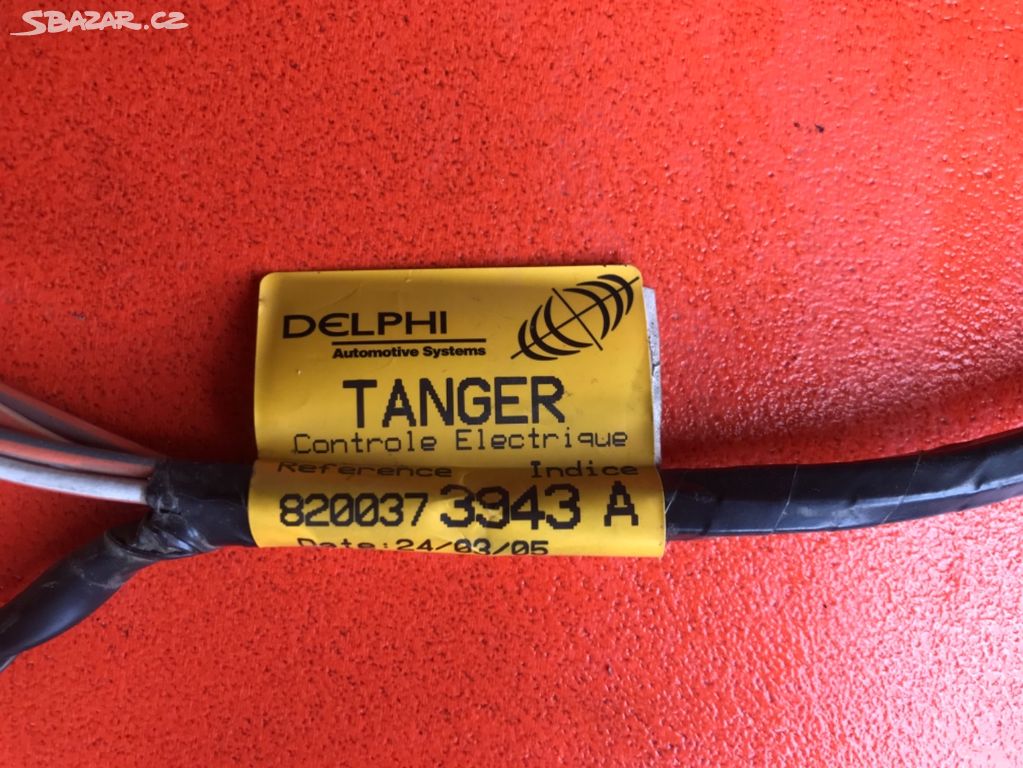 SBAZAR.CZ
DELPHI
Automotive Systems
TANGER
Controle Electrique
Reference Indice
8200373943 A
Date:24/03/05